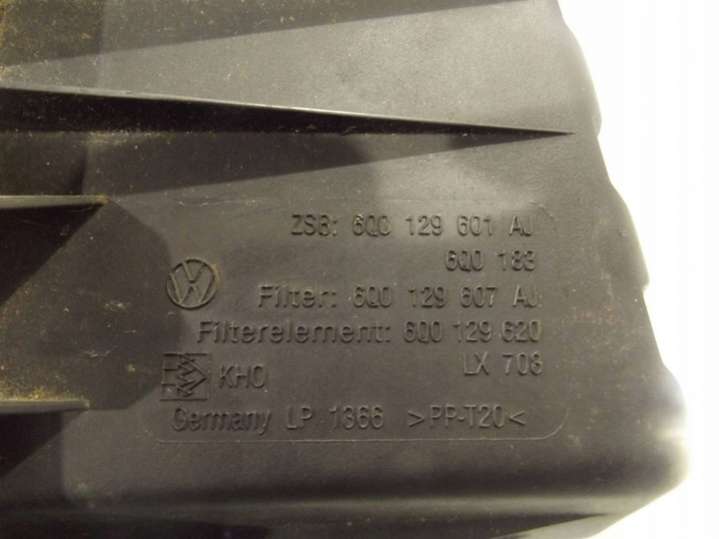 ZSB: 6Q0 129 601 AJ
6Q0 183
Filter: 6Q0 129 607 AJ
Filterelement: 6Q0 129 620
LX 708
KHO
Germany LP 1366 >PP-T20<